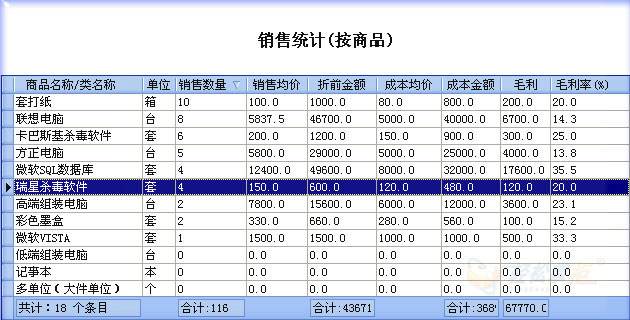 销售统计(按商品)
商品名称/类名称 单位 销售数量 销售均价 折前金额 成本均价 成本金额 毛利 毛利率(%)
套打纸 箱 10 100.0 1000.0 80.0 800.0 200.0 20.0
联想电脑 台 8 5837.5 46700.0 5000.0 40000.0 6700.0 14.3
卡巴斯基杀毒软件 套 6 200.0 1200.0 150.0 900.0 300.0 25.0
方正电脑 台 5 5800.0 29000.0 5000.0 25000.0 4000.0 13.8
微软SQL数据库 套 4 12400.0 49600.0 8000.0 32000.0 17600.0 35.5
瑞星杀毒软件 套 4 150.0 600.0 120.0 480.0 120.0 20.0
高端组装电脑 台 2 7800.0 15600.0 6000.0 12000.0 3600.0 23.1
彩色墨盒 套 2 330.0 660.0 280.0 560.0 100.0 15.2
微软VISTA 套 1 1500.0 1500.0 1000.0 1000.0 500.0 33.3
低端组装电脑 台 0 0.0 0.0 0.0 0.0 0.0 0.0
记事本 本 0 0.0 0.0 0.0 0.0 0.0 0.0
多单位(大件单位) 个 0 0.0 0.0 0.0 0.0 0.0 0.0
共计:18 个条目 合计:116 合计:43671 合计:368 67770.0